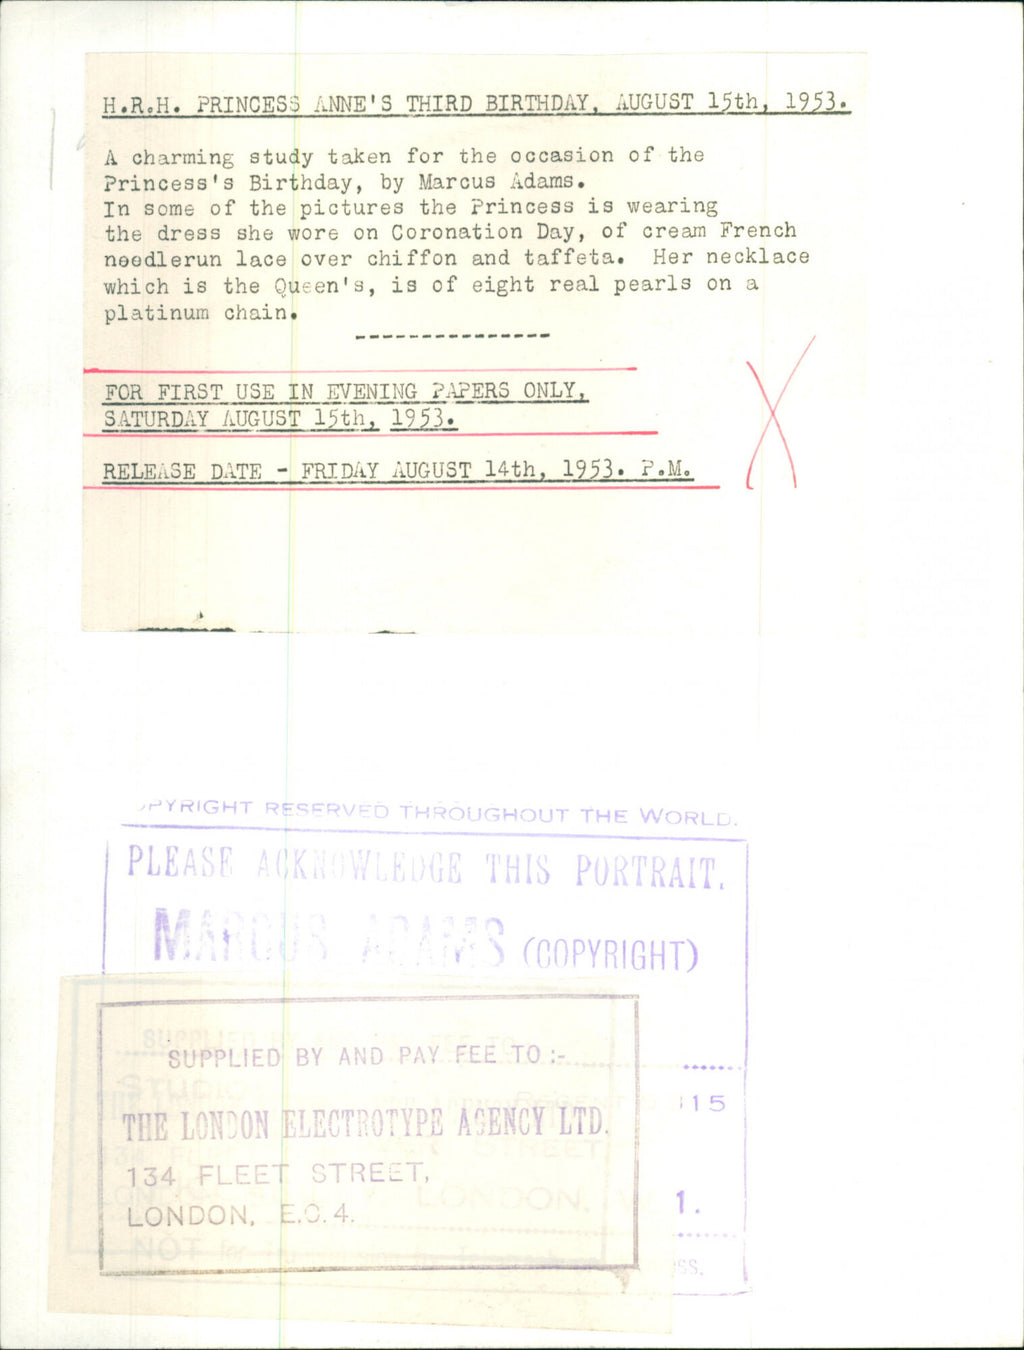 H.R.H. PRINCESS ANNE'S THIRD BIRTHDAY, AUGUST 15th, 1953.
A charming study taken for the occasion of the
Princess's Birthday, by Marcus Adams.
In some of the pictures the Princess is wearing
the dress she wore on Coronation Day, of cream French
needlerun lace over chiffon and taffeta. Her necklace
which is the Queen's, is of eight real pearls on a
platinum chain.
FOR FIRST USE IN EVENING PAPERS ONLY,
SATURDAY AUGUST 15th, 1953.
RELEASE DATE - FRIDAY AUGUST 14th, 1953. P.M.
PYRIGHT RESERVED THROUGHOUT THE WORLD.
PLEASE ACKNOWLEDGE THIS PORTRAIT.
MARCUS ADAMS (COPYRIGHT)
SUPPLIED BY AND PAY FEE TO :-
115
THE LONDON ELECTROTYPE AGENCY LTD.
134 FLEET STREET,
1.
LONDON, E.C.4.